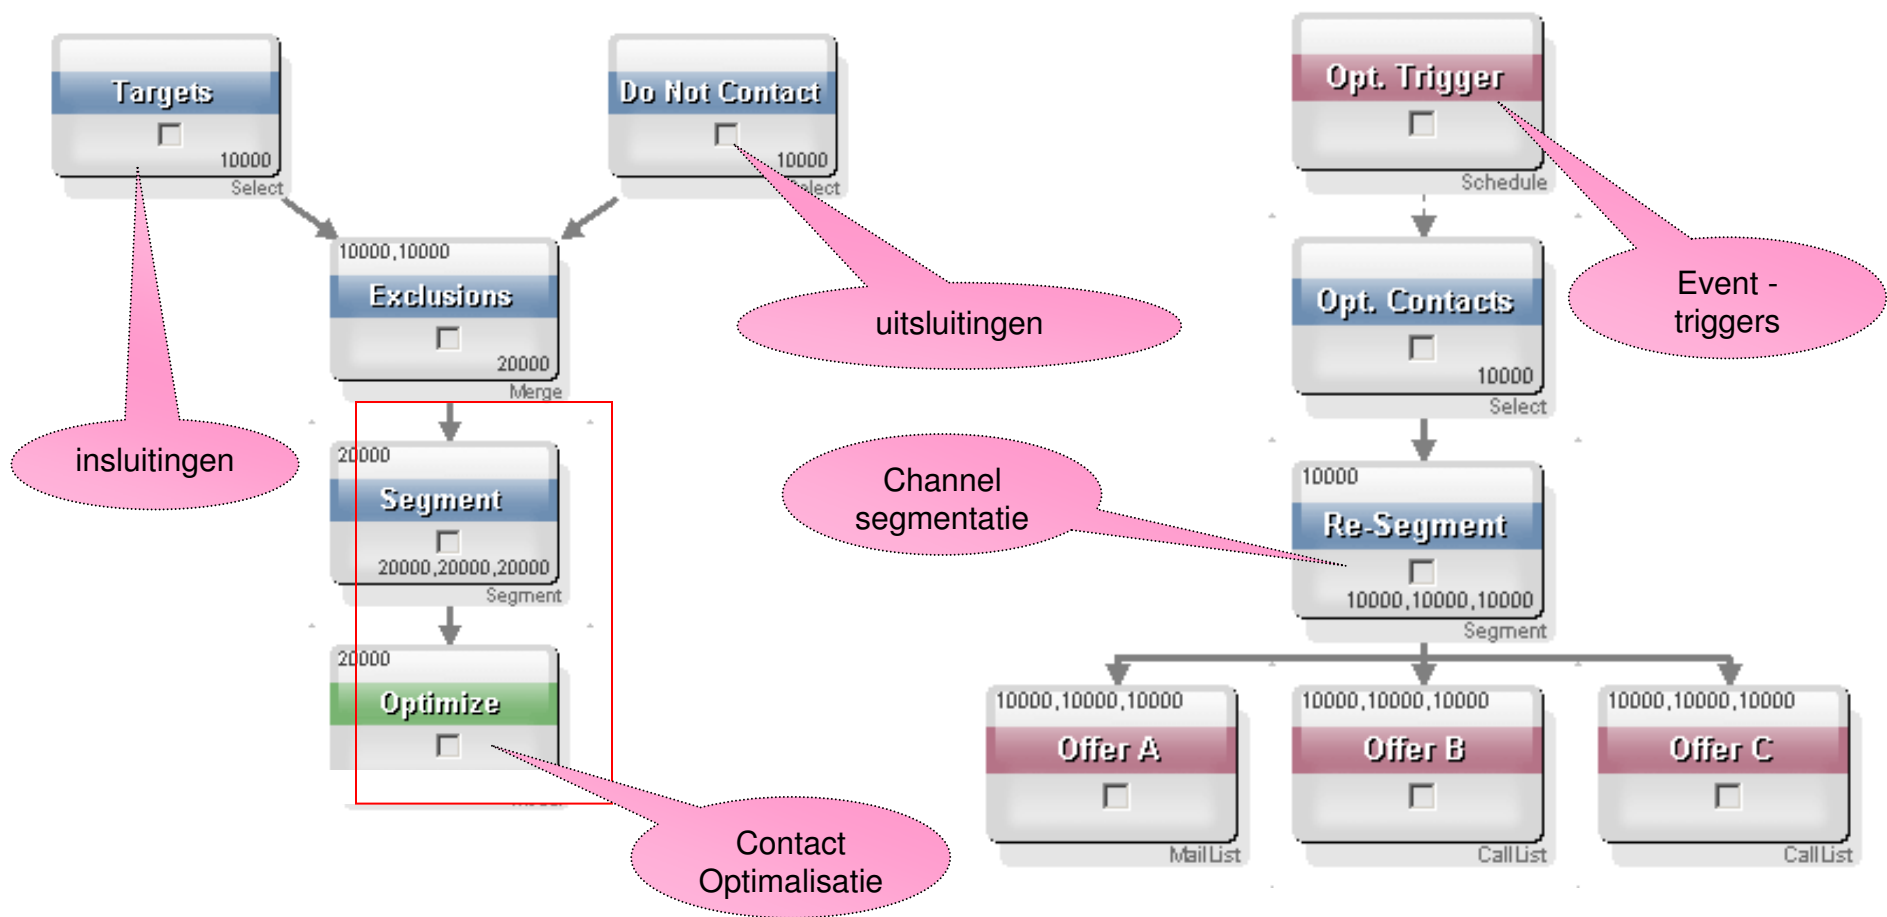 Targets
10000
Select
Do Not Contact
10000
Select
uitsluitingen
insluitingen
10000,10000
Exclusions
20000
Merge
20000
Segment
20000,20000,20000
Segment
20000
Optimize
Contact
Optimalisatie
Opt. Trigger
Schedule
Event -
triggers
Opt. Contacts
10000
Select
Channel
segmentatie
10000
Re-Segment
10000,10000,10000
Segment
10000,10000,10000
Offer A
MailList
10000,10000,10000
Offer B
CallList
10000,10000,10000
Offer C
CallList